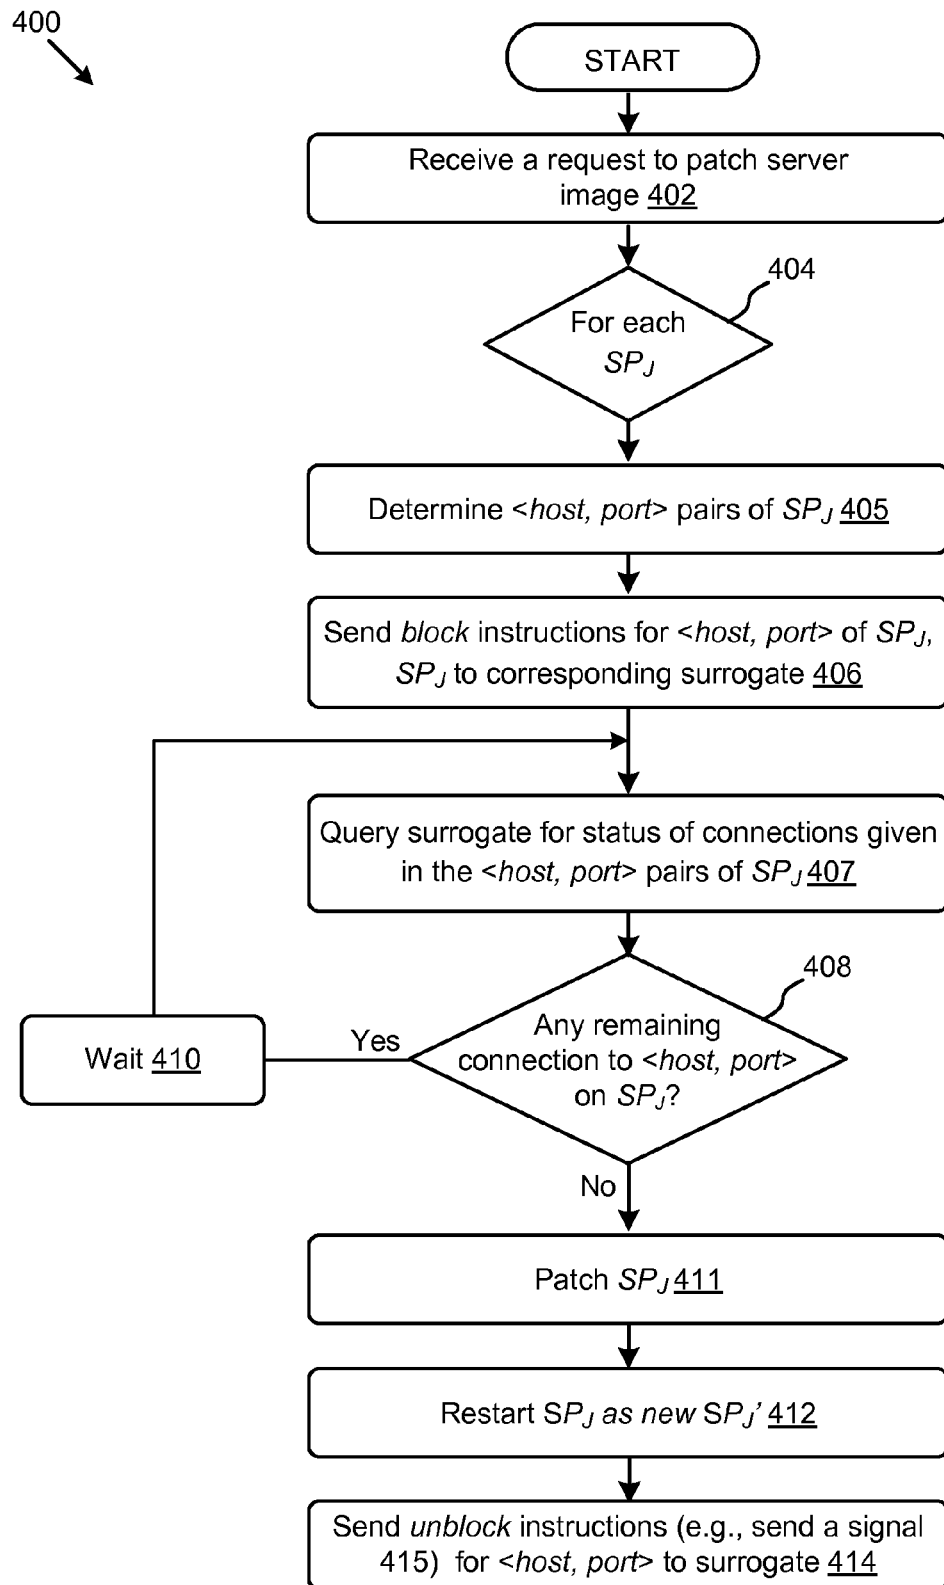 400
START
Receive a request to patch server
image 402
404
For each
SPJ
Determine <host, port> pairs of SPJ 405
Send block instructions for <host, port> of SPJ,
SPJ to corresponding surrogate 406
Query surrogate for status of connections given
in the <host, port> pairs of SPJ 407
408
Any remaining
connection to <host, port>
on SPJ?
Yes
Wait 410
No
Patch SPJ 411
Restart SPJ as new SPJ’ 412
Send unblock instructions (e.g., send a signal
415) for <host, port> to surrogate 414